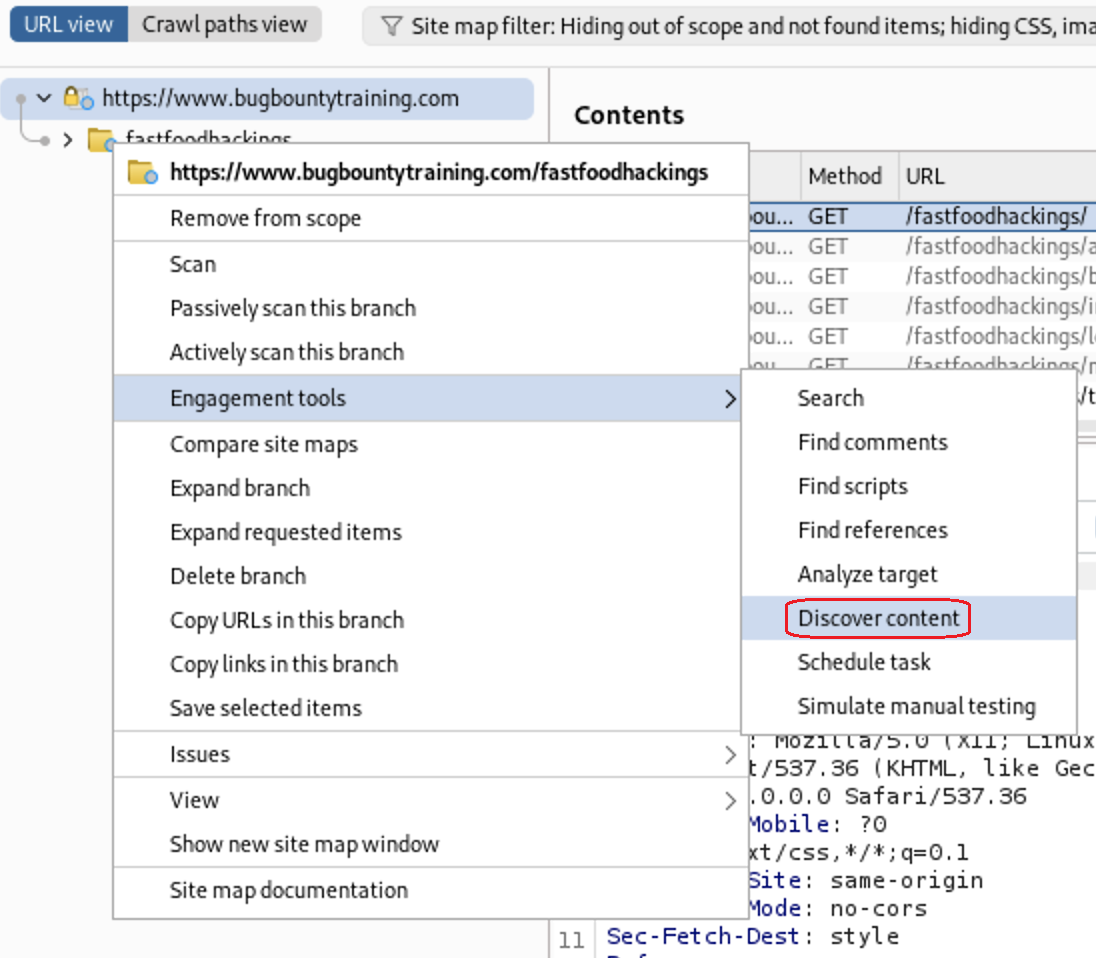 URL view
Crawl paths view
Site map filter: Hiding out of scope and not found items; hiding CSS, ima
https://www.bugbountytraining.com
fastfoodhackings
Contents
Method
URL
https://www.bugbountytraining.com/fastfoodhackings
Remove from scope
Scan
Passively scan this branch
Actively scan this branch
Engagement tools
Compare site maps
Expand branch
Expand requested items
Delete branch
Copy URLs in this branch
Copy links in this branch
Save selected items
Issues
View
Show new site map window
Site map documentation
ou... GET /fastfoodhackings/
ou... GET /fastfoodhackings/a
ou... GET /fastfoodhackings/b
ou... GET /fastfoodhackings/i
ou... GET /fastfoodhackings/l
ou... GET /fastfoodhackings/
/t
Search
Find comments
Find scripts
Find references
Analyze target
Discover content
Schedule task
Simulate manual testing
: Mozilla/5.0 (X11; Linux
t/537.36 (KHTML, like Gec
.0.0.0 Safari/537.36
Mobile: ?0
xt/css,*/*;q=0.1
Site: same-origin
Mode: no-cors
11 Sec-Fetch-Dest: style